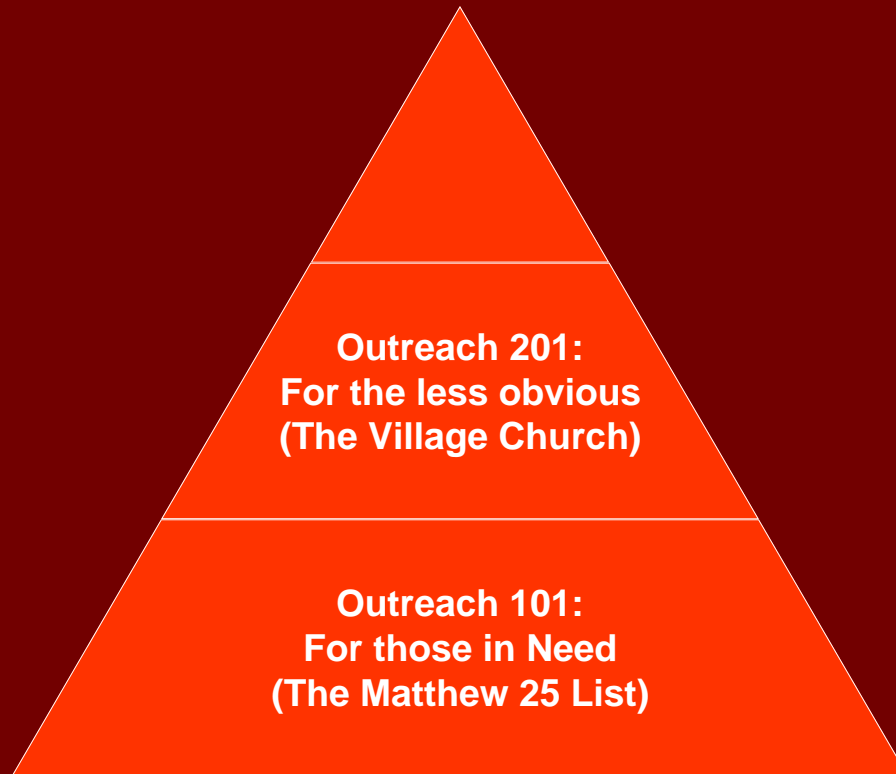 Outreach 201:
For the less obvious
(The Village Church)
Outreach 101:
For those in Need
(The Matthew 25 List)